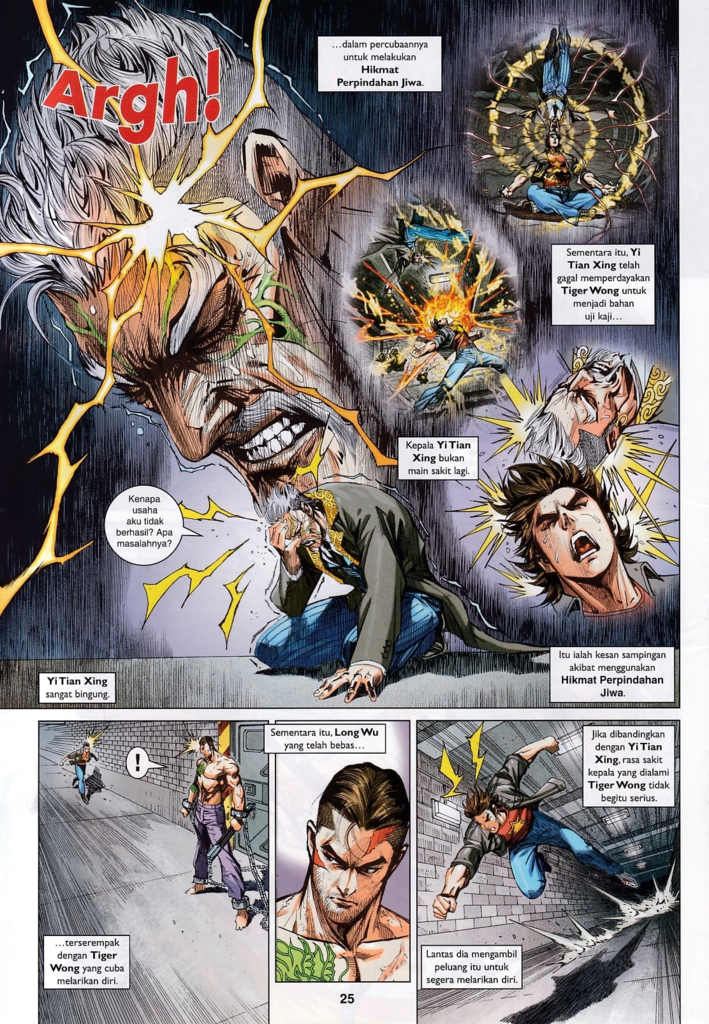 Sementara itu, Yi
Tian Xing telah
gagal memperdayakan
Tiger Wong untuk
menjadi bahan
uji kaji…
…dalam percubaannya
untuk melakukan
Hikmat
Perpindahan Jiwa.
Argh!
Kepala Yi Tian
Xing bukan
main sakit lagi.
Itu ialah kesan sampingan
akibat menggunakan
Hikmat Perpindahan
Jiwa.
Kenapa
usaha
aku tidak
berhasil? Apa
masalahnya?
Yi Tian Xing
sangat bingung.
Jika dibandingkan
dengan Yi Tian
Xing, rasa sakit
kepala yang dialami
Tiger Wong tidak
begitu serius.
Lantas dia mengambil
peluang itu untuk
segera melarikan diri.
Sementara itu, Long Wu
yang telah bebas…
!
…terserempak
dengan Tiger
Wong yang cuba
melarikan diri.
25